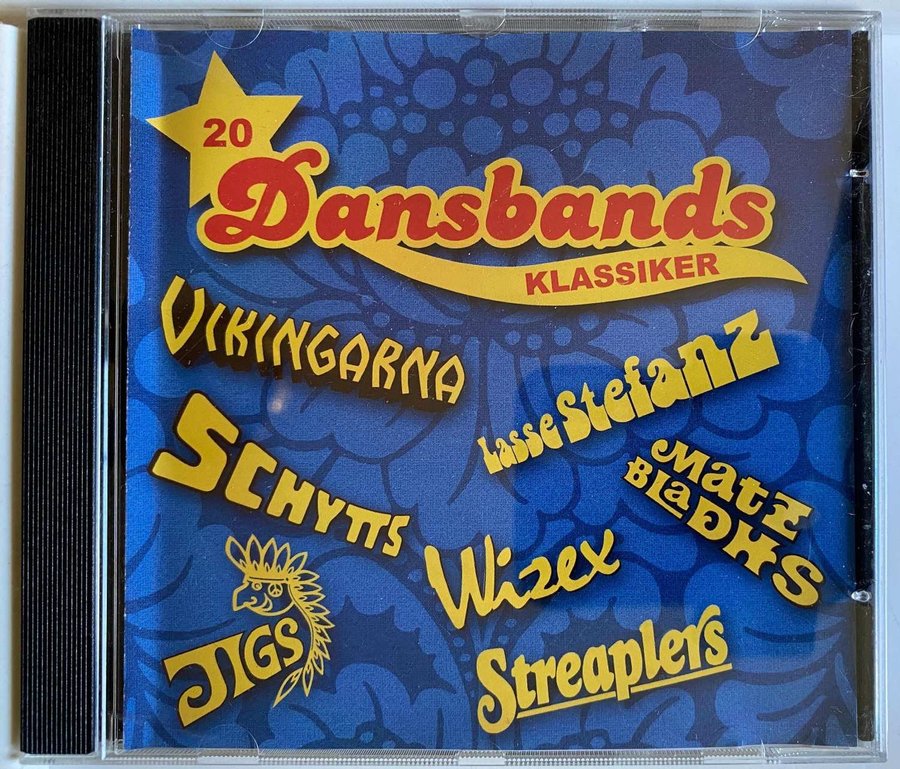 20
Dansbands
KLASSIKER
VIKINGARNA
Lasse Stefanz
SCHYTTS
Matz
BLaDHS
Wizex
JIGS
Streaplers